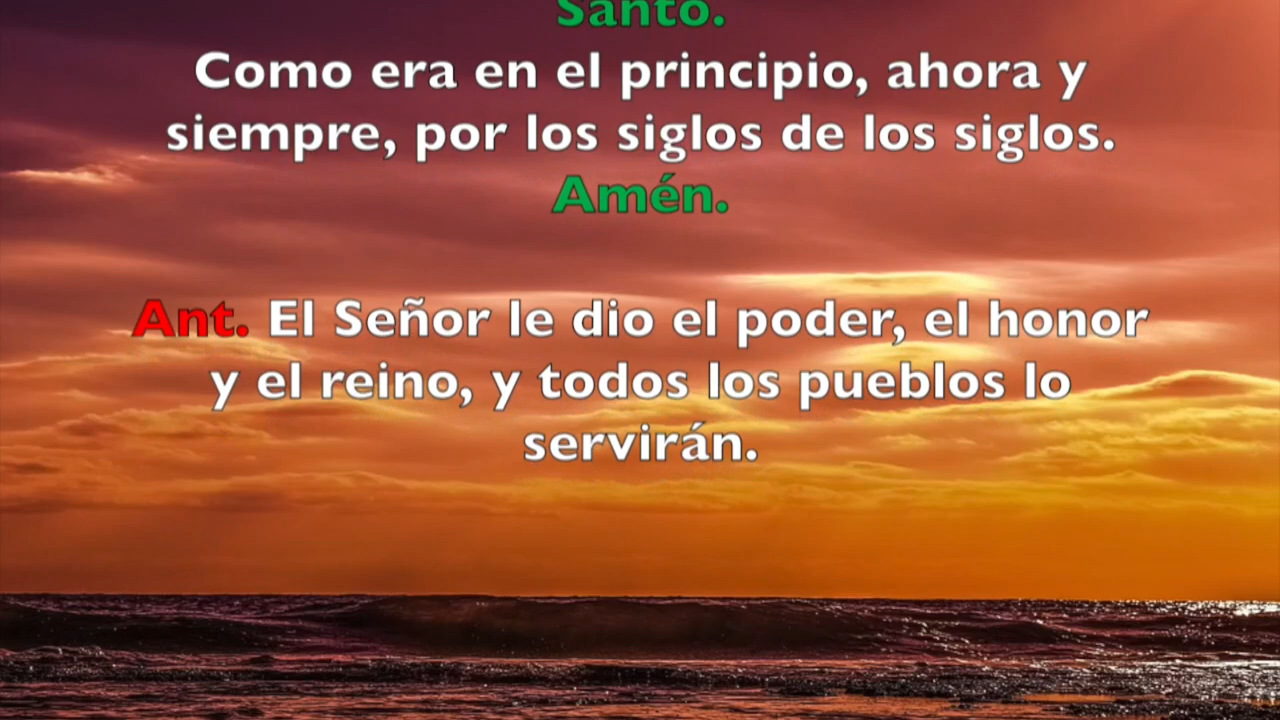 Santo.
Como era en el principio, ahora y
siempre, por los siglos de los siglos.
Amén.
Ant. El Señor le dio el poder, el honor
y el reino, y todos los pueblos lo
servirán.